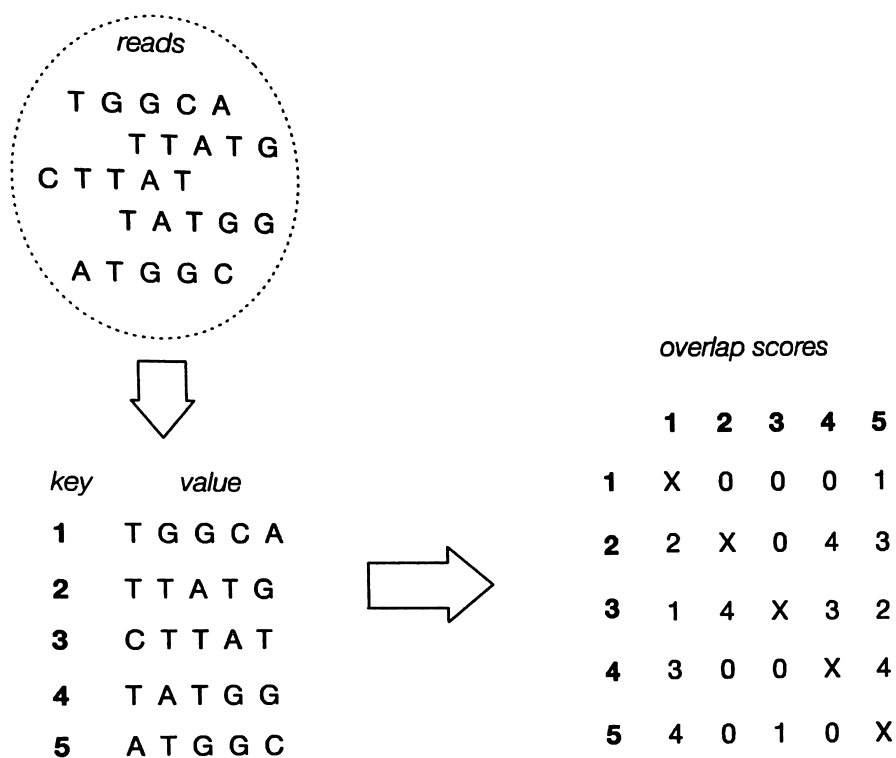 reads
T G G C A
T T A T G
C T T A T
T A T G G
A T G G C
key value
1 T G G C A
2 T T A T G
3 C T T A T
4 T A T G G
5 A T G G C
overlap scores
1 2 3 4 5
1 X 0 0 0 1
2 2 X 0 4 3
3 1 4 X 3 2
4 3 0 0 X 4
5 4 0 1 0 X